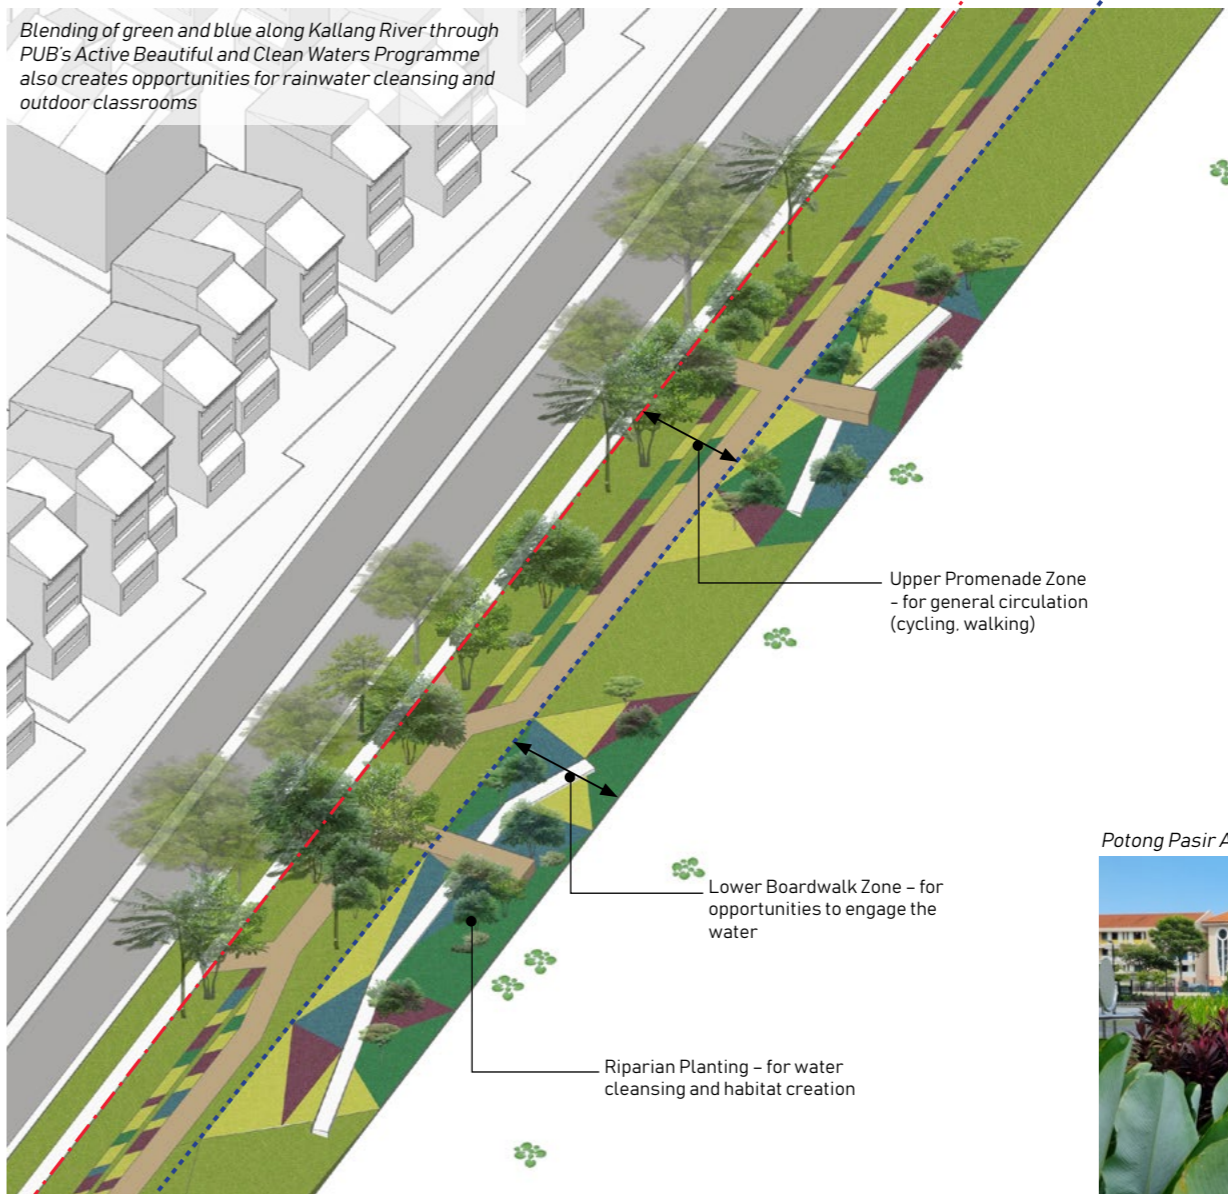 Blending of green and blue along Kallang River through
PUB's Active Beautiful and Clean Waters Programme
also creates opportunities for rainwater cleansing and
outdoor classrooms
Upper Promenade Zone
- for general circulation
(cycling. walking)
Potong Pasir A
Lower Boardwalk Zone – for
opportunities to engage the
water
Riparian Planting – for water
cleansing and habitat creation